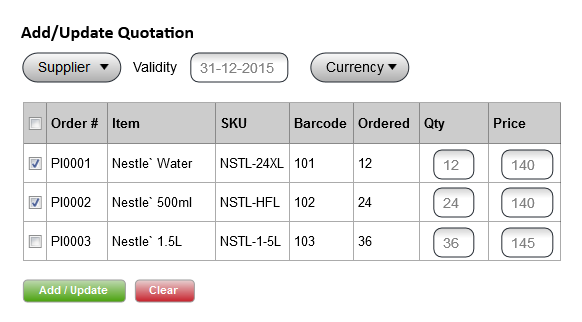 Add/Update Quotation
Supplier Validity 31-12-2015 Currency
Order # Item SKU Barcode Ordered Qty Price
PI0001 Nestle` Water NSTL-24XL 101 12 12 140
PI0002 Nestle` 500ml NSTL-HFL 102 24 24 140
PI0003 Nestle` 1.5L NSTL-1-5L 103 36 36 145
Add / Update Clear